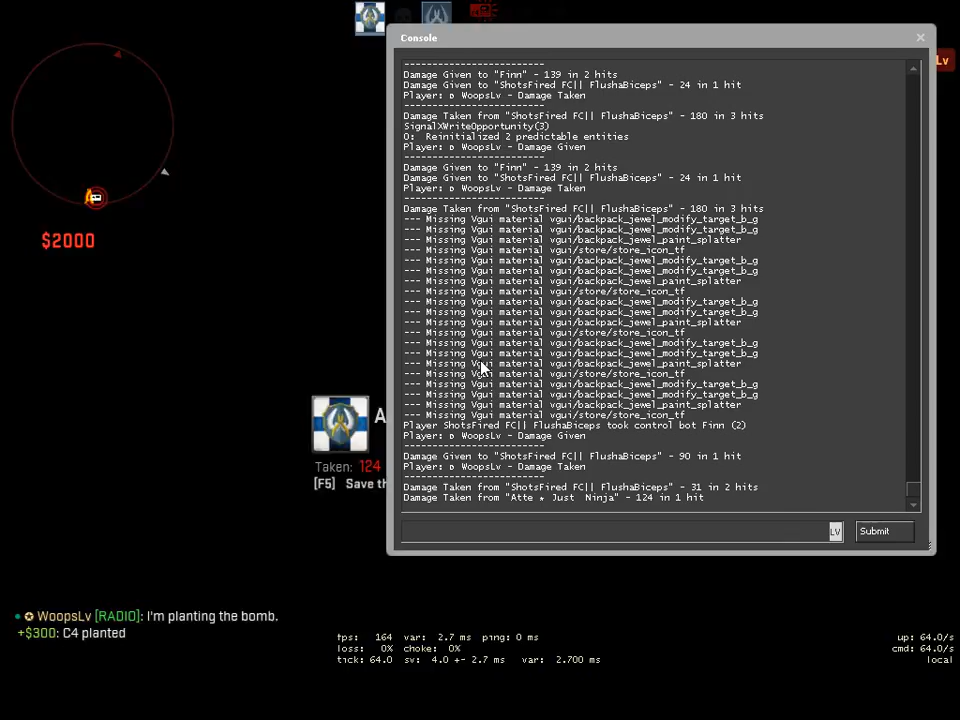 Console
Lv
------------------------
Damage Given to "Finn" - 139 in 2 hits
Damage Given to "ShotsFired FC|| FlushaBiceps" - 24 in 1 hit
Player: ¤ WoopsLv - Damage Taken
------------------------
Damage Taken from "ShotsFired FC|| FlushaBiceps" - 180 in 3 hits
SignalXWriteOpportunity(3)
0:  Reinitialized 2 predictable entities
Player: ¤ WoopsLv - Damage Given
------------------------
Damage Given to "Finn" - 139 in 2 hits
Damage Given to "ShotsFired FC|| FlushaBiceps" - 24 in 1 hit
Player: ¤ WoopsLv - Damage Taken
------------------------
Damage Taken from "ShotsFired FC|| FlushaBiceps" - 180 in 3 hits
--- Missing Vgui material vgui/backpack_jewel_modify_target_b_g
--- Missing Vgui material vgui/backpack_jewel_modify_target_b_g
--- Missing Vgui material vgui/backpack_jewel_paint_splatter
--- Missing Vgui material vgui/store/store_icon_tf
--- Missing Vgui material vgui/backpack_jewel_modify_target_b_g
--- Missing Vgui material vgui/backpack_jewel_modify_target_b_g
--- Missing Vgui material vgui/backpack_jewel_paint_splatter
--- Missing Vgui material vgui/store/store_icon_tf
--- Missing Vgui material vgui/backpack_jewel_modify_target_b_g
--- Missing Vgui material vgui/backpack_jewel_modify_target_b_g
--- Missing Vgui material vgui/backpack_jewel_paint_splatter
--- Missing Vgui material vgui/store/store_icon_tf
--- Missing Vgui material vgui/backpack_jewel_modify_target_b_g
--- Missing Vgui material vgui/backpack_jewel_modify_target_b_g
--- Missing Vgui material vgui/backpack_jewel_paint_splatter
--- Missing Vgui material vgui/store/store_icon_tf
--- Missing Vgui material vgui/backpack_jewel_modify_target_b_g
--- Missing Vgui material vgui/backpack_jewel_modify_target_b_g
--- Missing Vgui material vgui/backpack_jewel_paint_splatter
--- Missing Vgui material vgui/store/store_icon_tf
Player ShotsFired FC|| FlushaBiceps took control bot Finn (2)
Player: ¤ WoopsLv - Damage Given
------------------------
Damage Given to "ShotsFired FC|| FlushaBiceps" - 90 in 1 hit
Player: ¤ WoopsLv - Damage Taken
------------------------
Damage Taken from "ShotsFired FC|| FlushaBiceps" - 31 in 2 hits
Damage Taken from "Atte ★ Just  Ninja" - 124 in 1 hit
LV
Submit
$2000
A
Taken: 124
[F5] Save th
• ✪ WoopsLv [RADIO]: I'm planting the bomb.
+$300: C4 planted
fps: 164 var: 2.7 ms ping: 0 ms
loss: 0% choke: 0%
tick: 64.0 sv: 4.0 +- 2.7 ms var: 2.700 ms
up: 64.0/s
cmd: 64.0/s
local